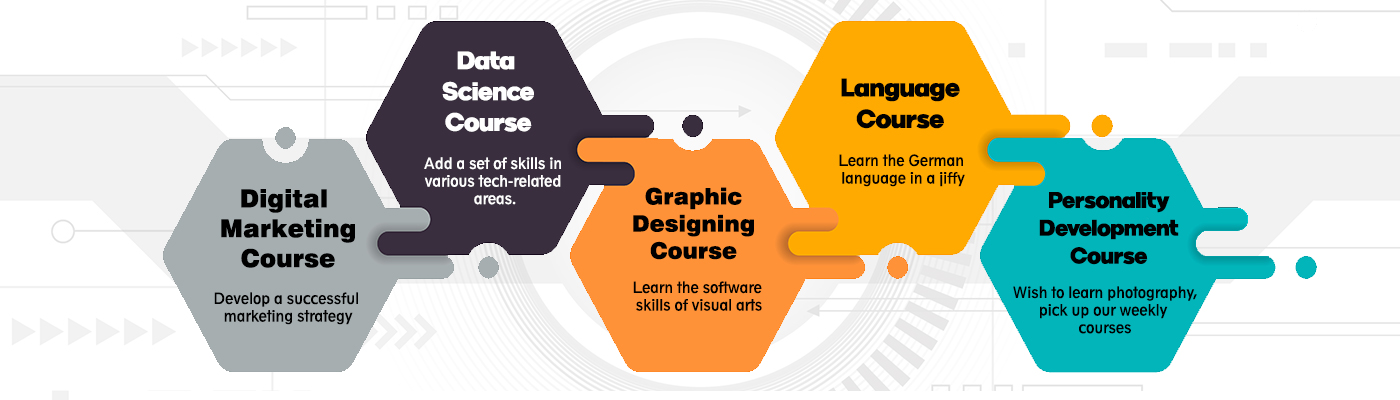 Digital
Marketing
Course
Develop a successful
marketing strategy
Data
Science
Course
Add a set of skills in
various tech-related
areas.
Graphic
Designing
Course
Learn the software
skills of visual arts
Language
Course
Learn the German
language in a jiffy
Personality
Development
Course
Wish to learn photography,
pick up our weekly
courses